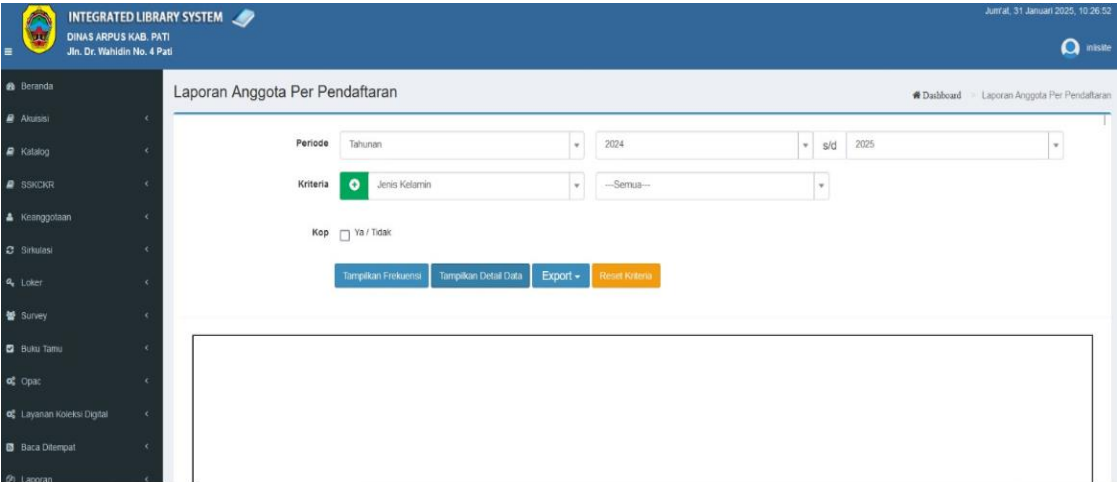 INTEGRATED LIBRARY SYSTEM
DINAS ARPUS KAB. PATI
Jln. Dr. Wahidin No. 4 Pati
Jum'at, 31 Januari 2025, 10:26:52
inlislite
Beranda
Akuisisi
Katalog
SSKCKR
Keanggotaan
Sirkulasi
Loker
Survey
Buku Tamu
Opac
Layanan Koleksi Digital
Baca Ditempat
Laporan
Laporan Anggota Per Pendaftaran
Dashboard > Laporan Anggota Per Pendaftaran
Periode Tahunan 2024 s/d 2025
Kriteria Jenis Kelamin ---Semua---
Kop Ya / Tidak
Tampilkan Frekuensi Tampilkan Detail Data Export Reset Kriteria